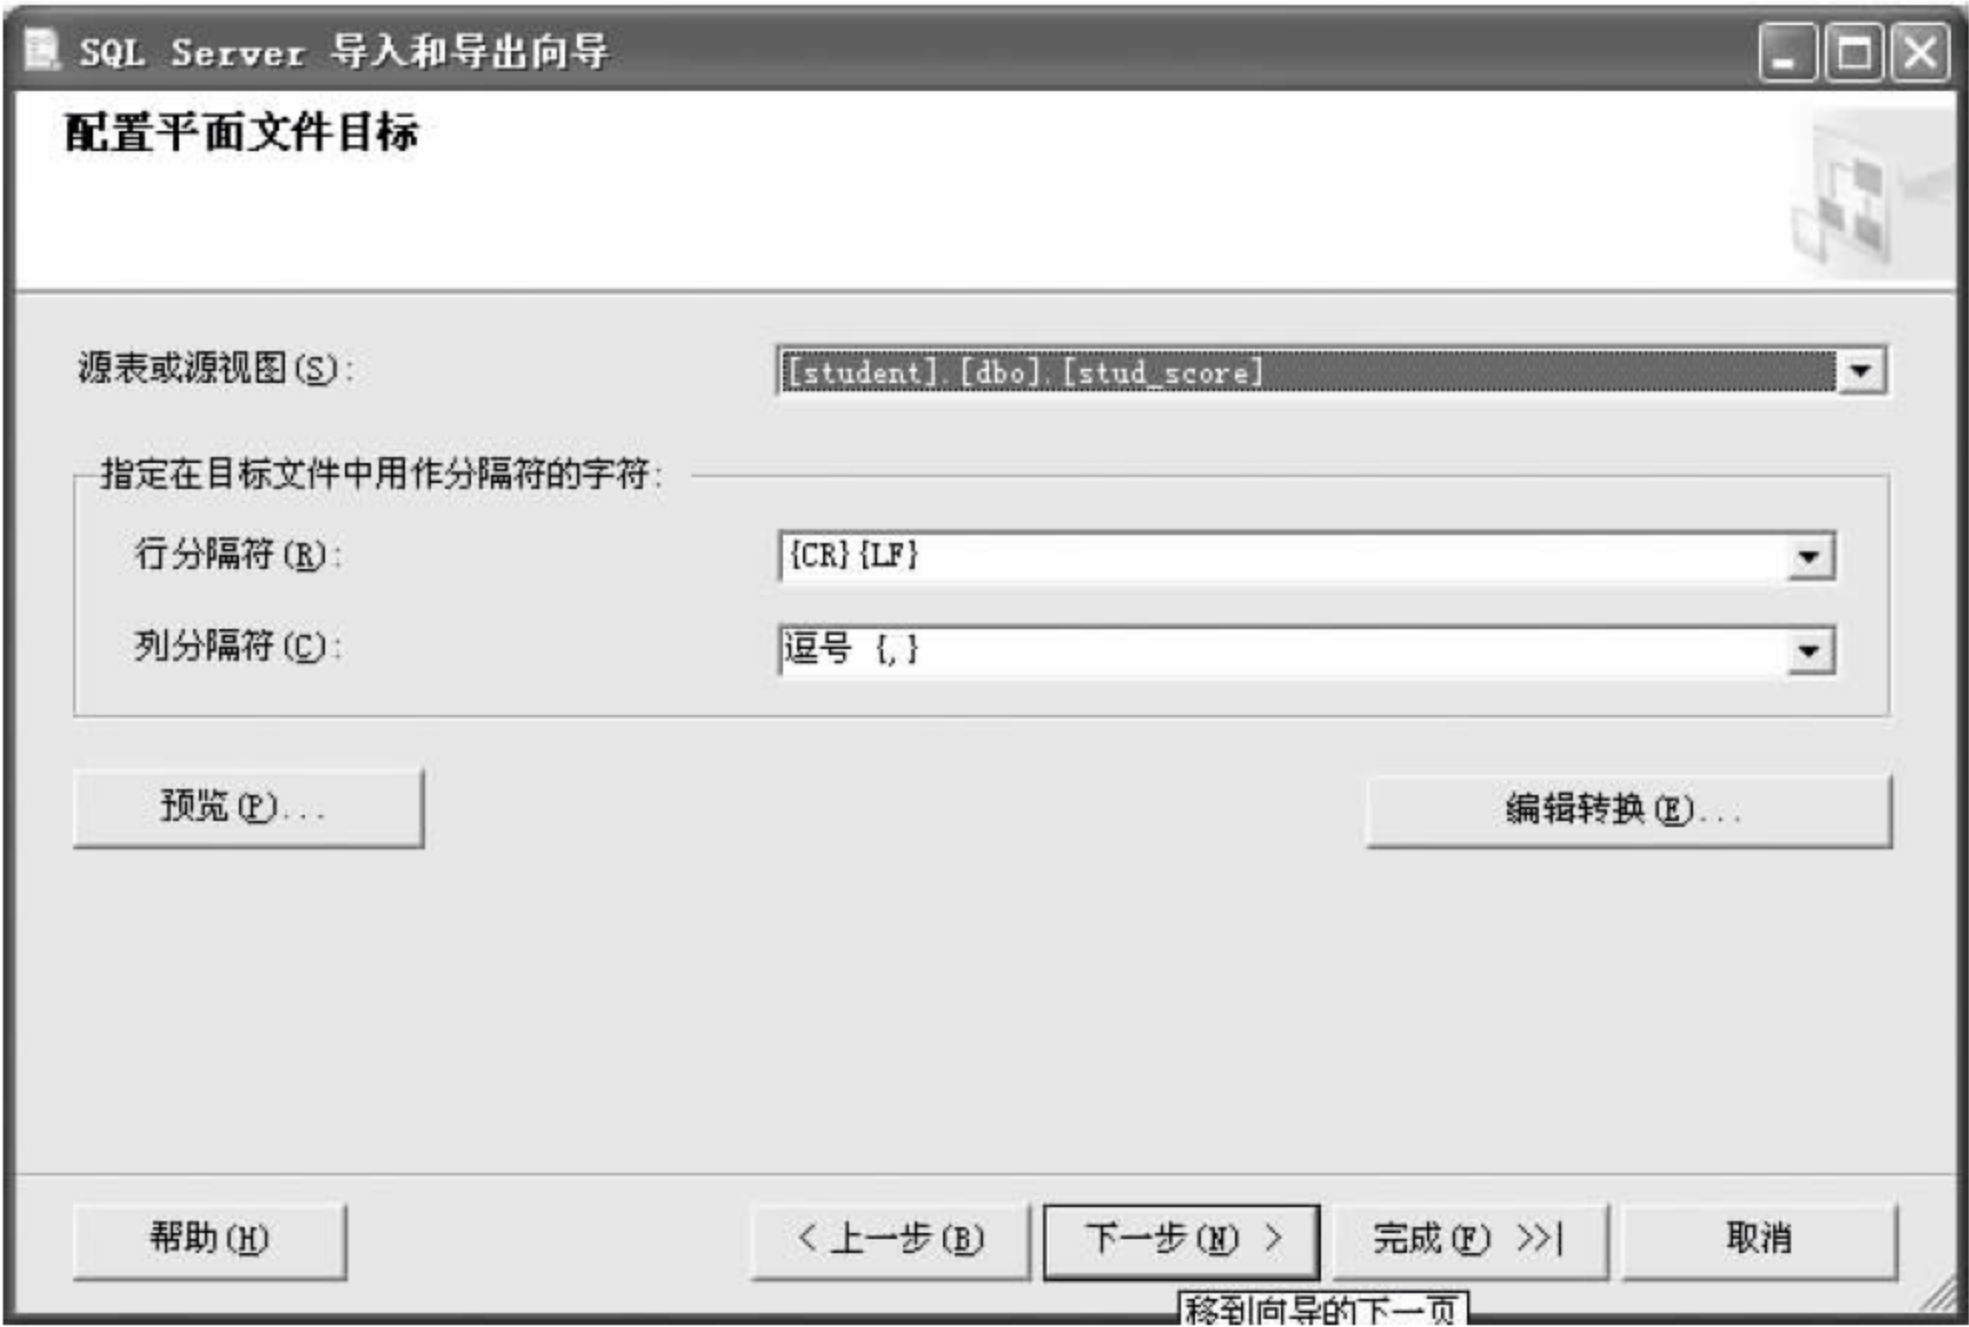 SQL Server 导入和导出向导
配置平面文件目标
源表或源视图(S): [student].[dbo].[stud_score]
指定在目标文件中用作分隔符的字符:
行分隔符(R): {CR}{LF}
列分隔符(C): 逗号 {,}
预览(P)... 编辑转换(E)...
帮助(H) < 上一步(B) 下一步(N) > 完成(F) >>| 取消
移到向导的下一页